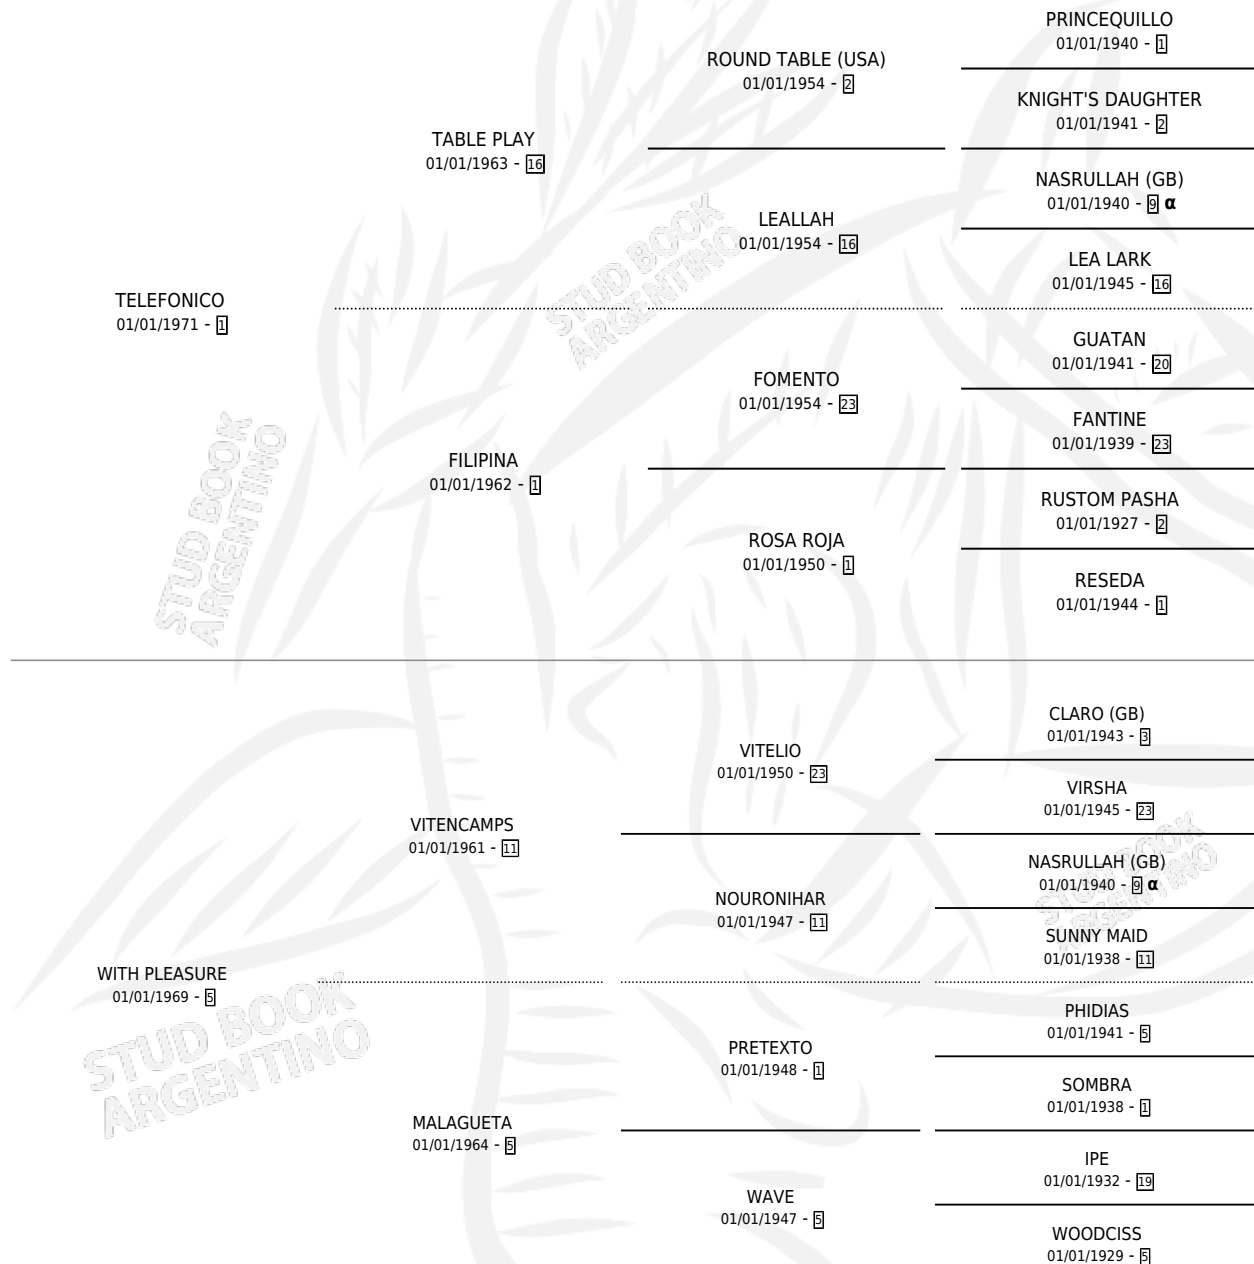 TELEFONICO
01/01/1971 - 1
TABLE PLAY
01/01/1963 - 16
ROUND TABLE (USA)
01/01/1954 - 2
PRINCEQUILLO
01/01/1940 - 1
KNIGHT'S DAUGHTER
01/01/1941 - 2
LEALLAH
01/01/1954 - 16
NASRULLAH (GB)
01/01/1940 - 9 α
LEA LARK
01/01/1945 - 16
FILIPINA
01/01/1962 - 1
FOMENTO
01/01/1954 - 23
GUATAN
01/01/1941 - 20
FANTINE
01/01/1939 - 23
ROSA ROJA
01/01/1950 - 1
RUSTOM PASHA
01/01/1927 - 2
RESEDA
01/01/1944 - 1
WITH PLEASURE
01/01/1969 - 5
VITENCAMPS
01/01/1961 - 11
VITELIO
01/01/1950 - 23
CLARO (GB)
01/01/1943 - 3
VIRSHA
01/01/1945 - 23
NOURONIHAR
01/01/1947 - 11
NASRULLAH (GB)
01/01/1940 - 9 α
SUNNY MAID
01/01/1938 - 11
MALAGUETA
01/01/1964 - 5
PRETEXTO
01/01/1948 - 1
PHIDIAS
01/01/1941 - 5
SOMBRA
01/01/1938 - 1
WAVE
01/01/1947 - 5
IPE
01/01/1932 - 19
WOODCISS
01/01/1929 - 5
STUD BOOK
ARGENTINO
STUD BOOK
ARGENTINO
STUD BOOK
ARGENTINO
STUD BOOK
ARGENTINO